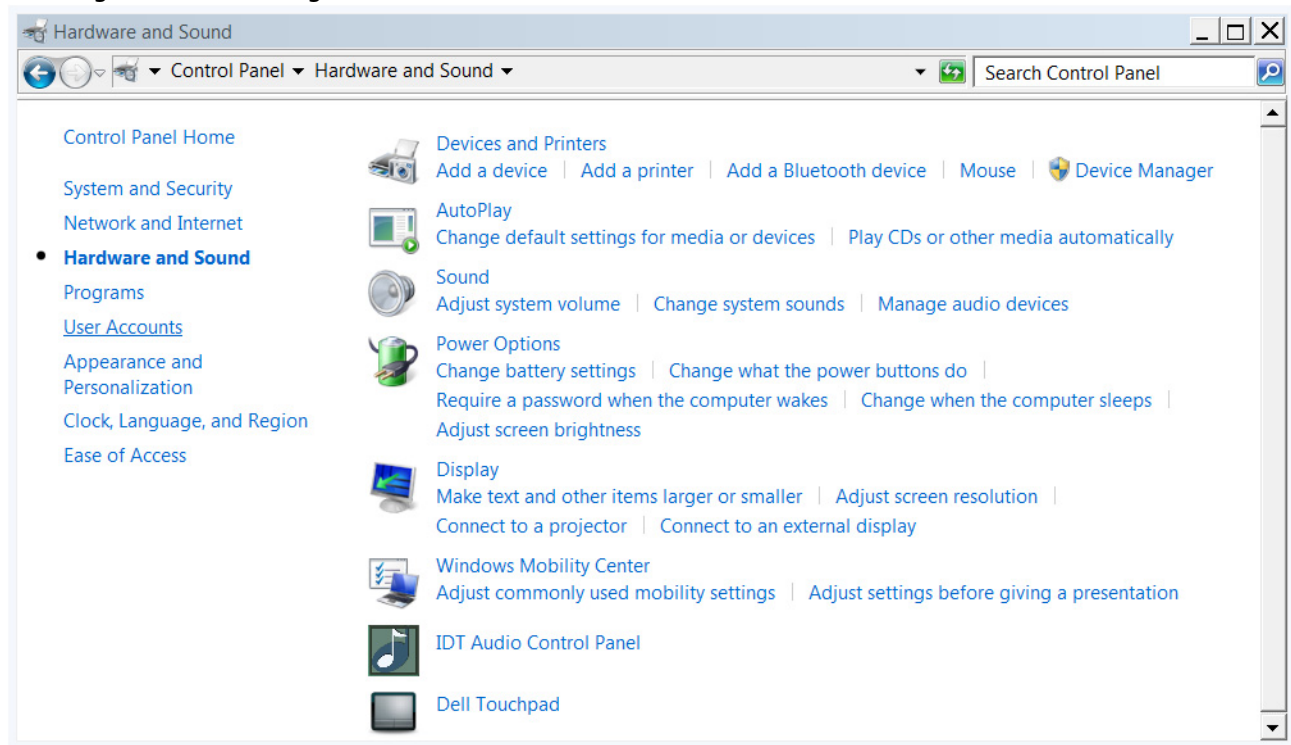 Hardware and Sound
Control Panel Hardware and Sound
Search Control Panel
Control Panel Home
System and Security
Network and Internet
Hardware and Sound
Programs
User Accounts
Appearance and
Personalization
Clock, Language, and Region
Ease of Access
Devices and Printers
Add a device | Add a printer | Add a Bluetooth device | Mouse | Device Manager
AutoPlay
Change default settings for media or devices | Play CDs or other media automatically
Sound
Adjust system volume | Change system sounds | Manage audio devices
Power Options
Change battery settings | Change what the power buttons do |
Require a password when the computer wakes | Change when the computer sleeps |
Adjust screen brightness
Display
Make text and other items larger or smaller | Adjust screen resolution |
Connect to a projector | Connect to an external display
Windows Mobility Center
Adjust commonly used mobility settings | Adjust settings before giving a presentation
IDT Audio Control Panel
Dell Touchpad